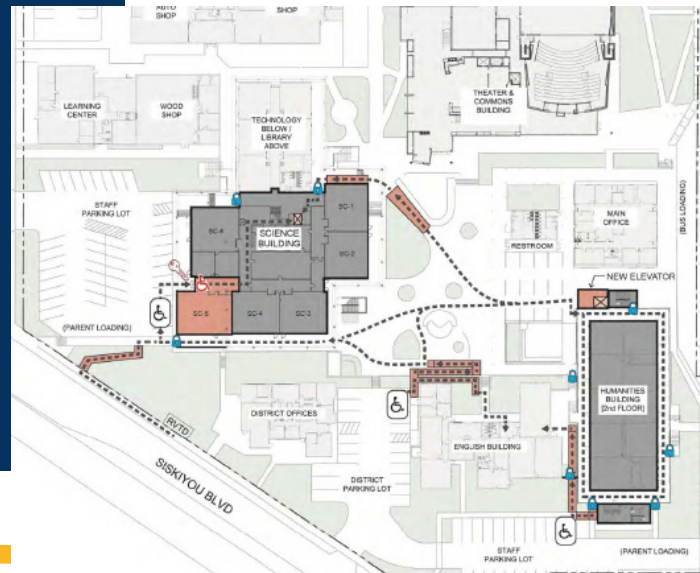 AUTO
SHOP
SHOP
LEARNING
CENTER
WOOD
SHOP
TECHNOLOGY
BELOW /
LIBRARY
ABOVE
THEATER &
COMMONS
BUILDING
STAFF
PARKING LOT
SC-1
SCIENCE
BUILDING
SC-2
RESTROOM
MAIN
OFFICE
(BUS LOADING)
NEW ELEVATOR
SC-5
SC-4
SC-3
(PARENT LOADING)
HUMANITIES
BUILDING
[2nd FLOOR]
DISTRICT OFFICES
RVTD
ENGLISH BUILDING
SISKIYOU BLVD
DISTRICT
PARKING LOT
STAFF
PARKING LOT
(PARENT LOADING)